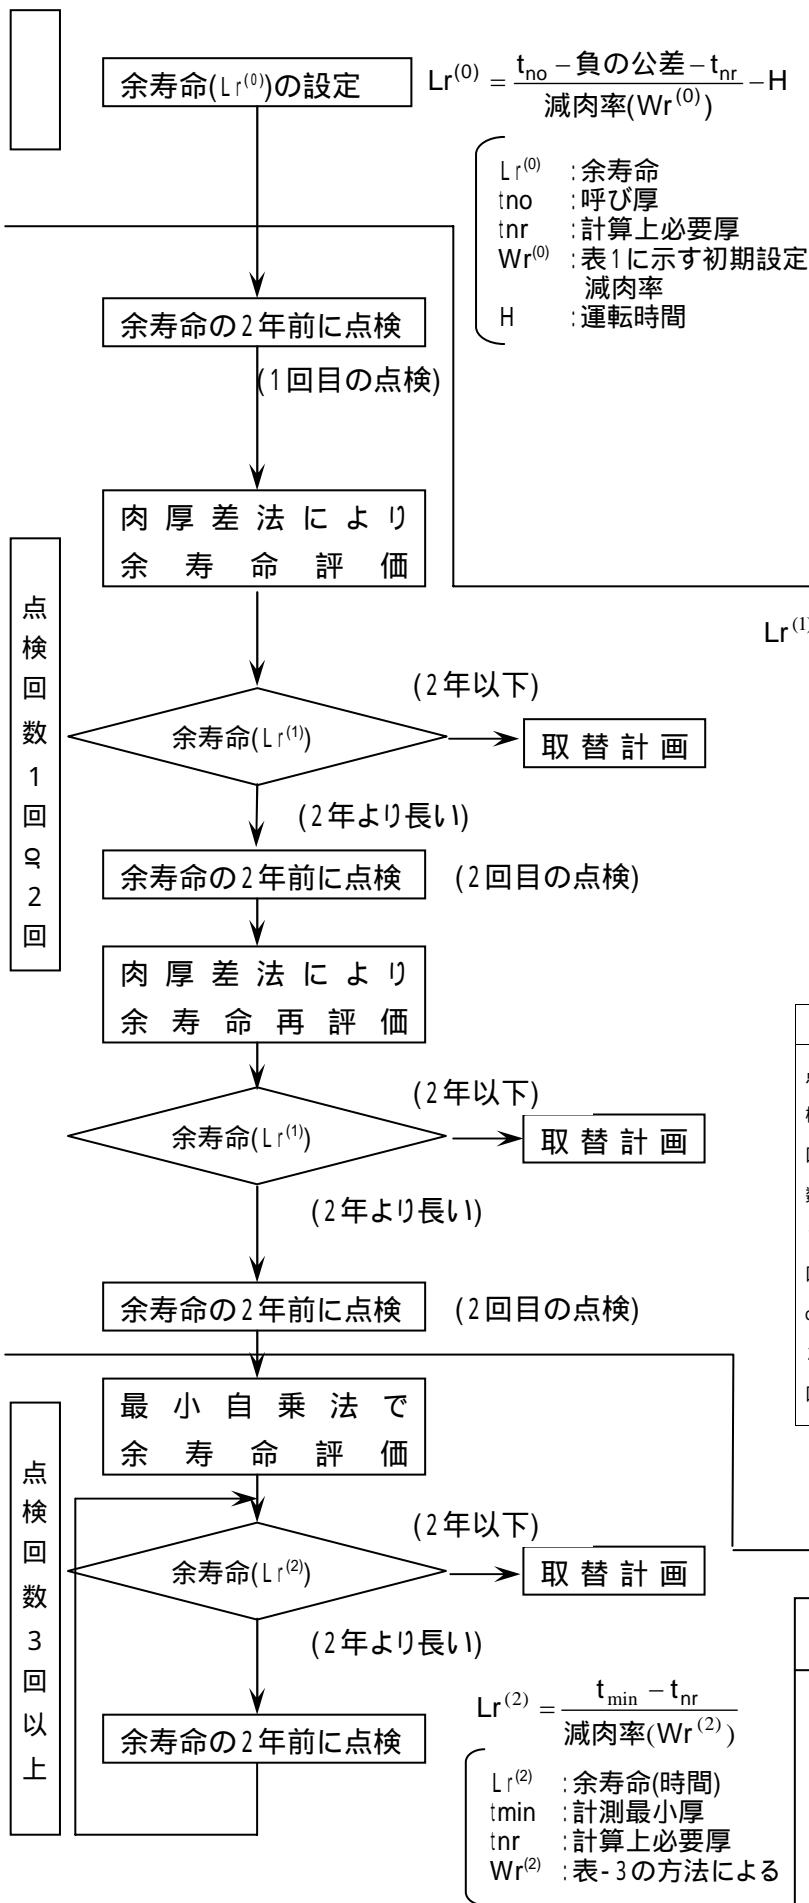 余寿命(Lr(0))の設定
Lr(0) = (tno − 負の公差 − tnr) / 減肉率(Wr(0)) − H
Lr(0) :余寿命
tno :呼び厚
tnr :計算上必要厚
Wr(0) :表1に示す初期設定
減肉率
H :運転時間
余寿命の2年前に点検
(1回目の点検)
肉厚差法により
余寿命評価
点検回数1回or2回
Lr(1)
余寿命(Lr(1))
(2年以下)
取替計画
(2年より長い)
余寿命の2年前に点検
(2回目の点検)
肉厚差法により
余寿命再評価
余寿命(Lr(1))
(2年以下)
取替計画
(2年より長い)
余寿命の2年前に点検
(2回目の点検)
最小自乗法で
余寿命評価
点検回数3回以上
余寿命(Lr(2))
(2年以下)
取替計画
(2年より長い)
余寿命の2年前に点検
Lr(2) = (tmin − tnr) / 減肉率(Wr(2))
Lr(2) :余寿命(時間)
tmin :計測最小厚
tnr :計算上必要厚
Wr(2) :表-3の方法による